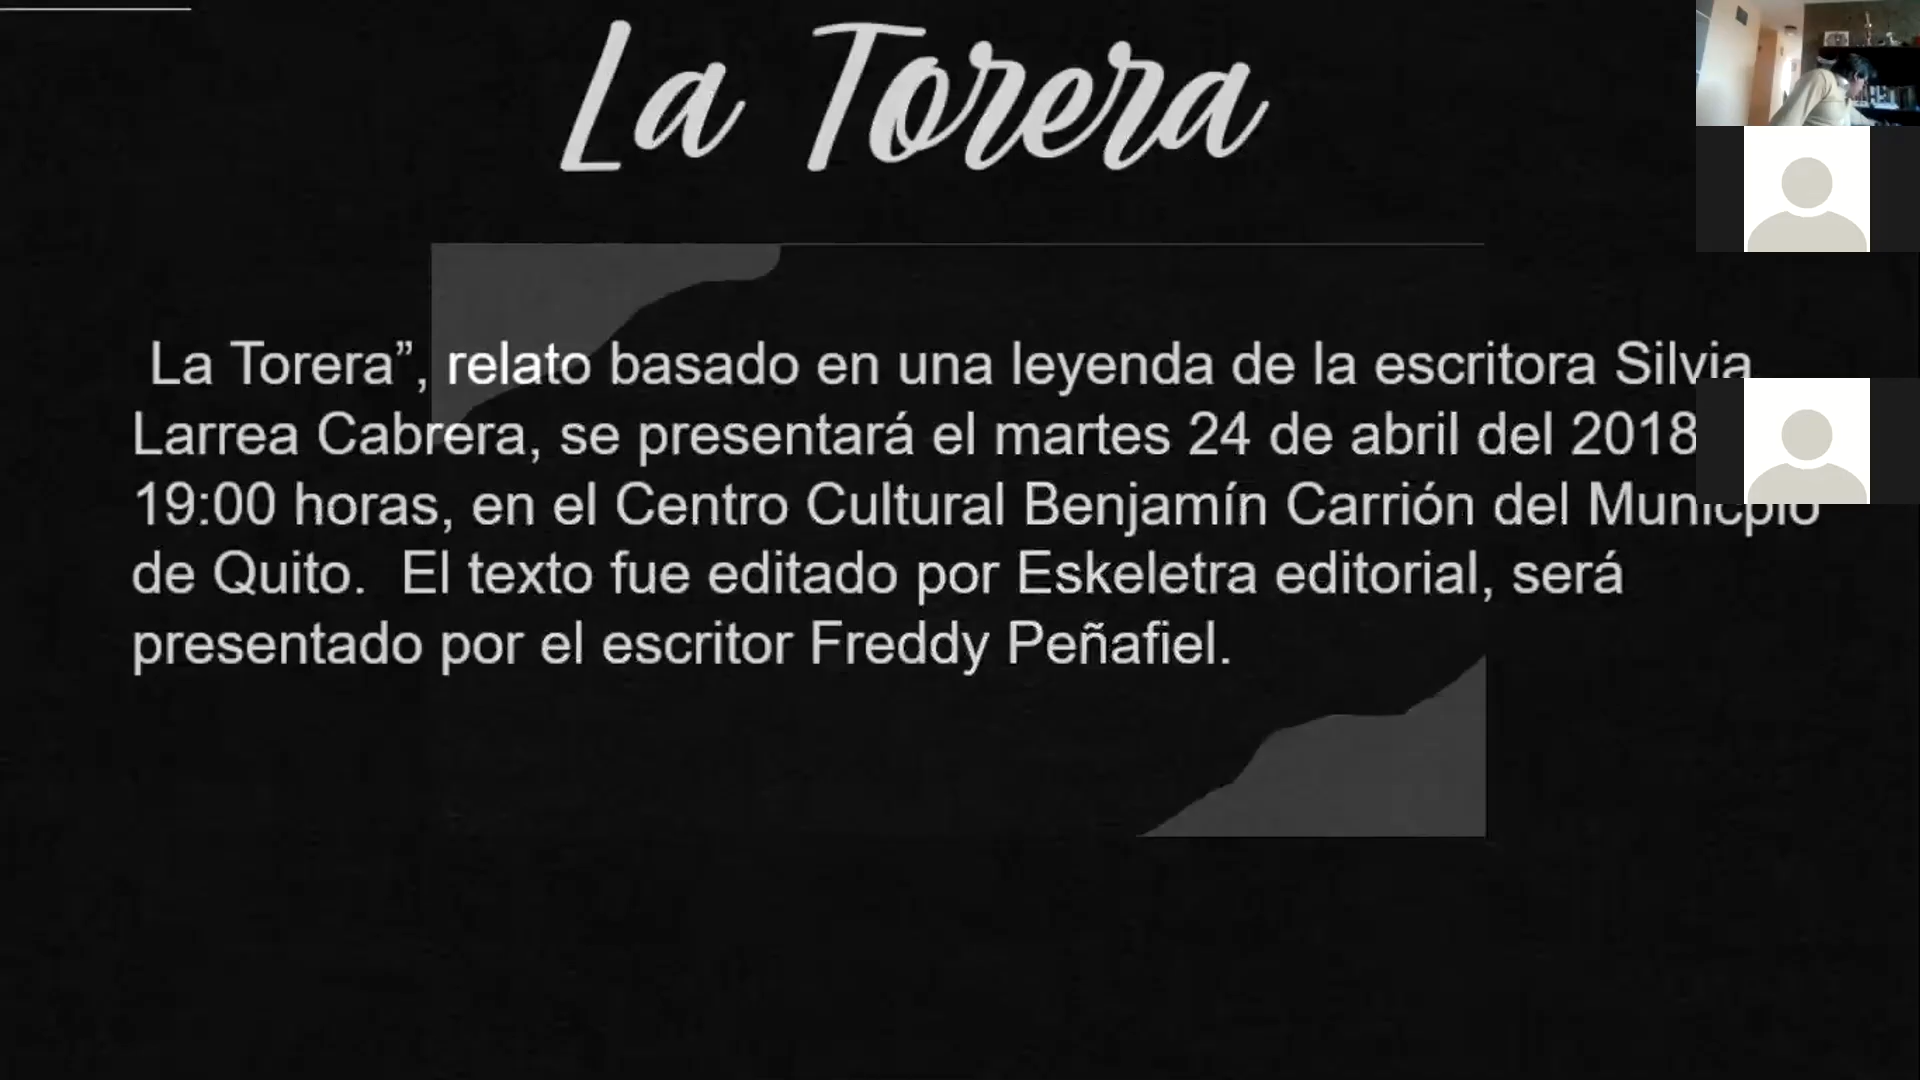 La Torera
La Torera”, relato basado en una leyenda de la escritora Silvia
Larrea Cabrera, se presentará el martes 24 de abril del 2018
19:00 horas, en el Centro Cultural Benjamín Carrión del Municpio
de Quito.  El texto fue editado por Eskeletra editorial, será
presentado por el escritor Freddy Peñafiel.